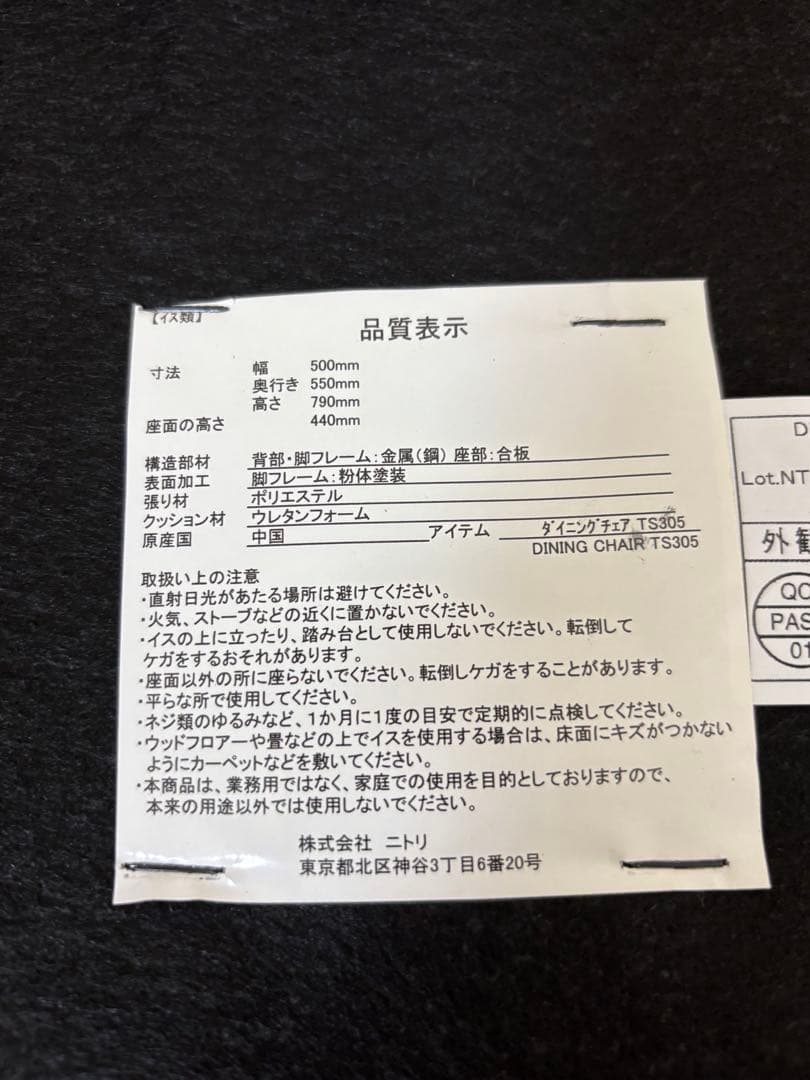 【イス類】
品質表示
寸法 幅 500mm
奥行き 550mm
高さ 790mm
座面の高さ 440mm
構造部材 背部・脚フレーム：金属（鋼） 座部：合板
表面加工 脚フレーム：粉体塗装
張り材 ポリエステル
クッション材 ウレタンフォーム
原産国 中国 アイテム ダイニングチェア TS305
DINING CHAIR TS305
取扱い上の注意
・直射日光があたる場所は避けてください。
・火気、ストーブなどの近くに置かないでください。
・イスの上に立ったり、踏み台として使用しないでください。転倒して
ケガをするおそれがあります。
・座面以外の所に座らないでください。転倒しケガをすることがあります。
・平らな所で使用してください。
・ネジ類のゆるみなど、1か月に1度の目安で定期的に点検してください。
・ウッドフロアーや畳などの上でイスを使用する場合は、床面にキズがつかない
ようにカーペットなどを敷いてください。
・本商品は、業務用ではなく、家庭での使用を目的としておりますので、
本来の用途以外では使用しないでください。
株式会社 ニトリ
東京都北区神谷3丁目6番20号
D
Lot.NT
外観
QC
PAS
01